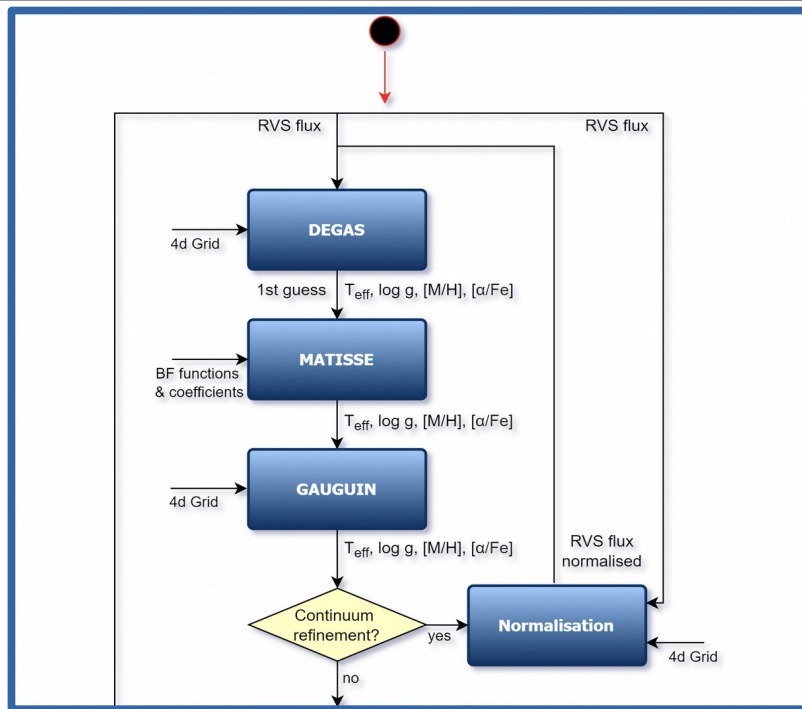 RVS flux
RVS flux
DEGAS
4d Grid
1st guess
Teff, log g, [M/H], [α/Fe]
MATISSE
BF functions
& coefficients
Teff, log g, [M/H], [α/Fe]
GAUGUIN
4d Grid
Teff, log g, [M/H], [α/Fe]
RVS flux
normalised
Continuum
refinement?
yes
Normalisation
4d Grid
no